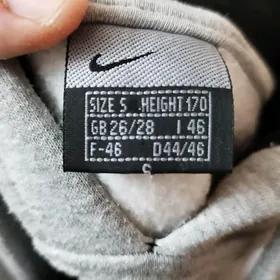 SIZE S .HEIGHT 170
GB 26/28 I 46
F-46 D44/46
S